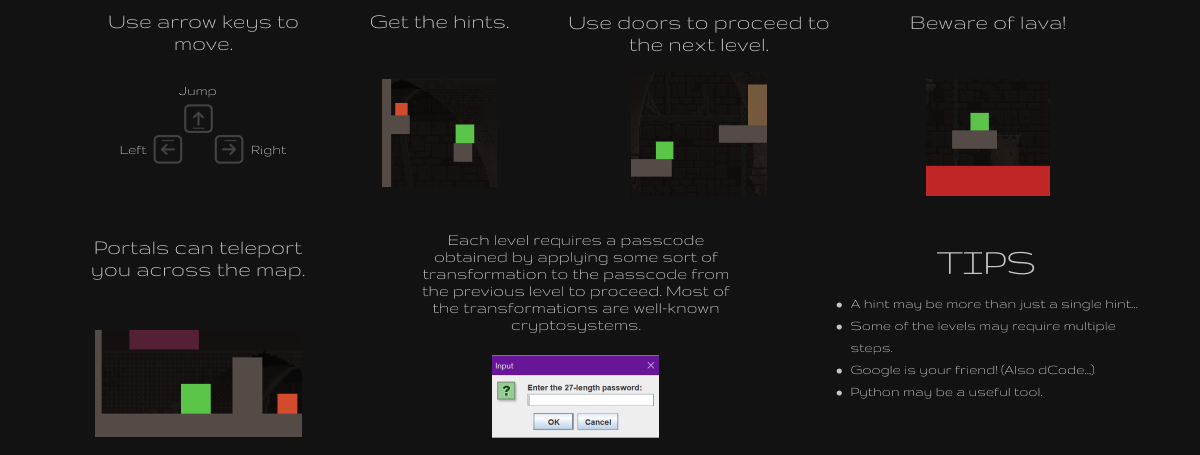 Use arrow keys to
move.
Jump
Left
Right
Get the hints.
Use doors to proceed to
the next level.
Beware of lava!
Portals can teleport
you across the map.
Each level requires a passcode
obtained by applying some sort of
transformation to the passcode from
the previous level to proceed. Most of
the transformations are well-known
cryptosystems.
Input
?
Enter the 27-length password:
OK
Cancel
TIPS
● A hint may be more than just a single hint...
● Some of the levels may require multiple
steps.
● Google is your friend! (Also dCode...)
● Python may be a useful tool.